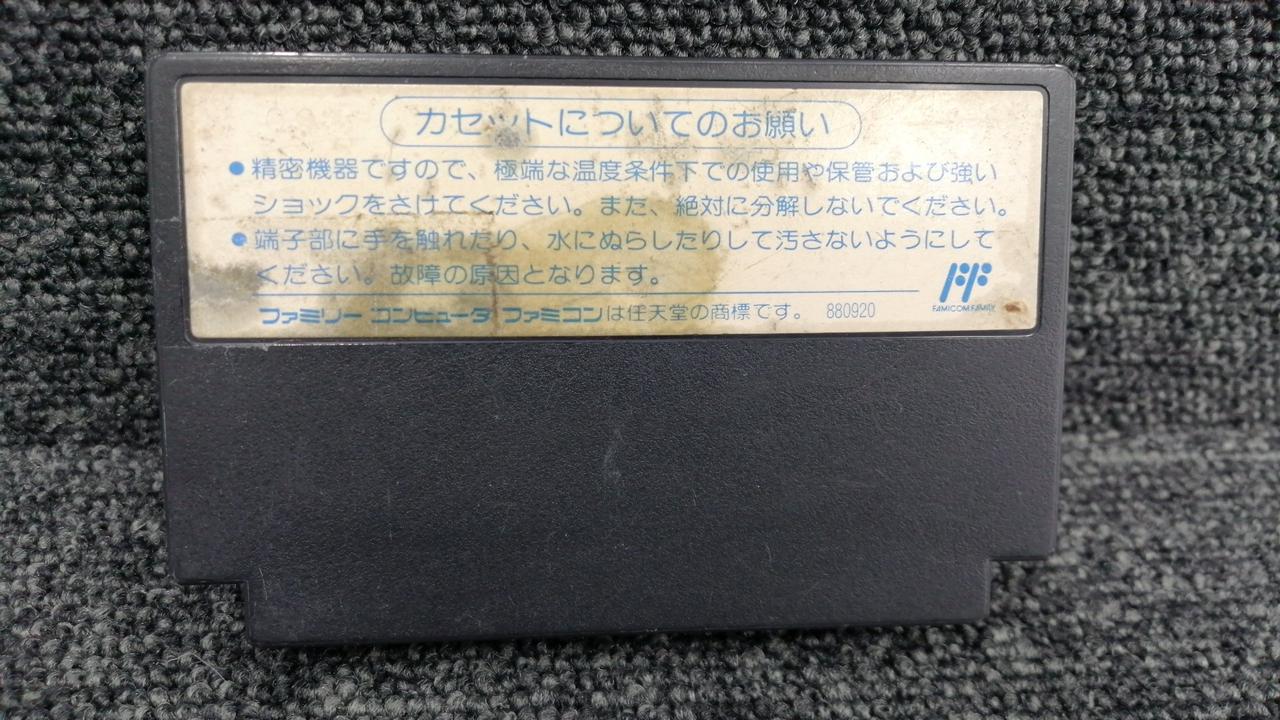 カセットについてのお願い
●精密機器ですので、極端な温度条件下での使用や保管および強い
ショックをさけてください。また、絶対に分解しないでください。
●端子部に手を触れたり、水にぬらしたりして汚さないようにして
ください。故障の原因となります。
FF
FAMICOM FAMILY
ファミリー コンピュータ ファミコンは任天堂の商標です。 880920